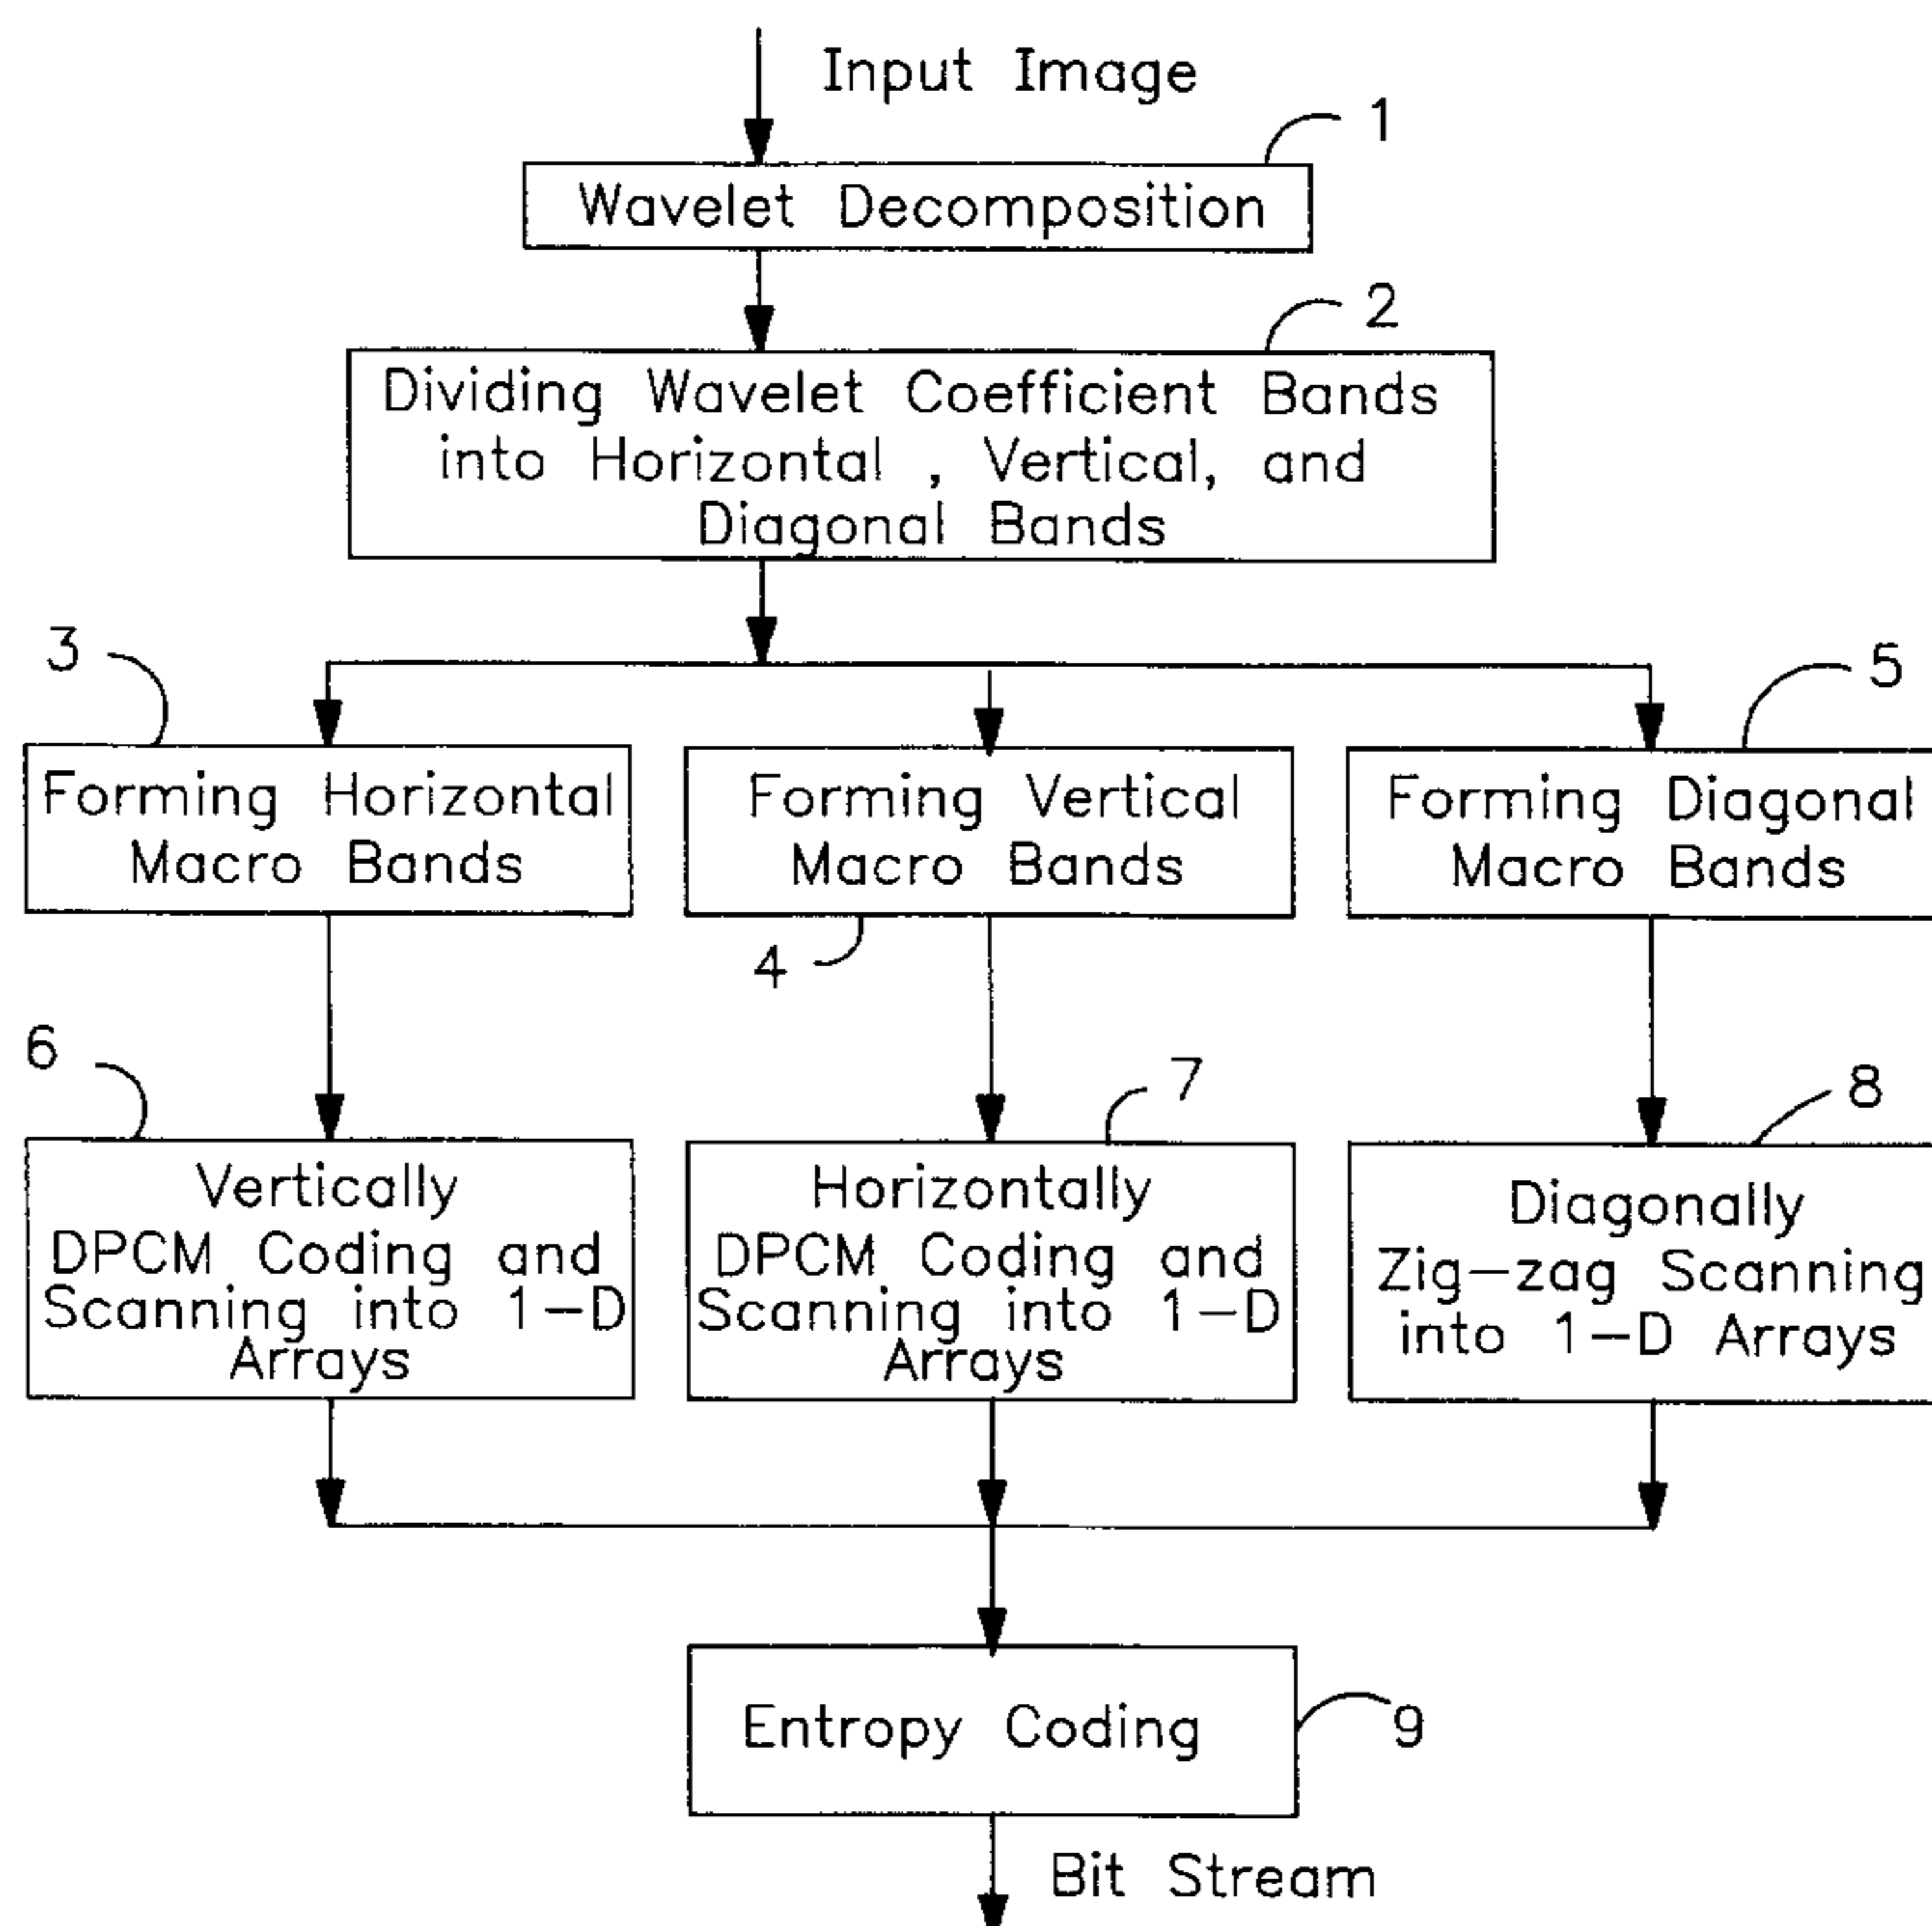 Input Image
1
Wavelet Decomposition
2
Dividing Wavelet Coefficient Bands
into Horizontal , Vertical, and
Diagonal Bands
3
5
Forming Horizontal
Macro Bands
Forming Vertical
Macro Bands
Forming Diagonal
Macro Bands
4
6
7
8
Vertically
DPCM Coding and
Scanning into 1-D
Arrays
Horizontally
DPCM Coding and
Scanning into 1-D
Arrays
Diagonally
Zig-zag Scanning
into 1-D Arrays
Entropy Coding
9
Bit Stream